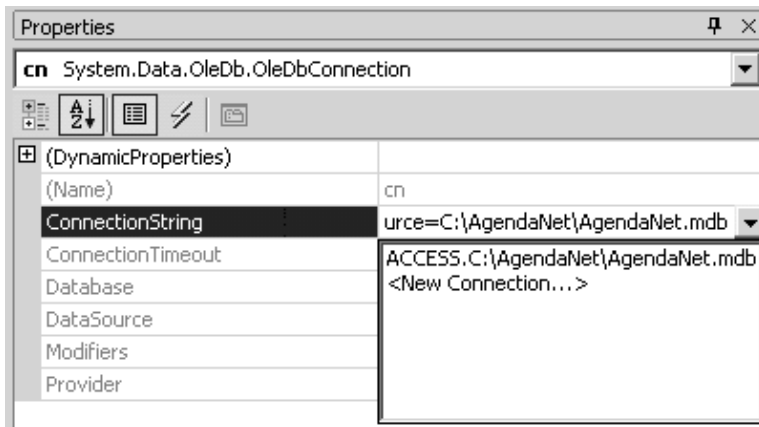 Properties
cn System.Data.OleDb.OleDbConnection
(DynamicProperties)
(Name) cn
ConnectionString urce=C:\AgendaNet\AgendaNet.mdb
ConnectionTimeout ACCESS.C:\AgendaNet\AgendaNet.mdb
Database <New Connection...>
DataSource
Modifiers
Provider